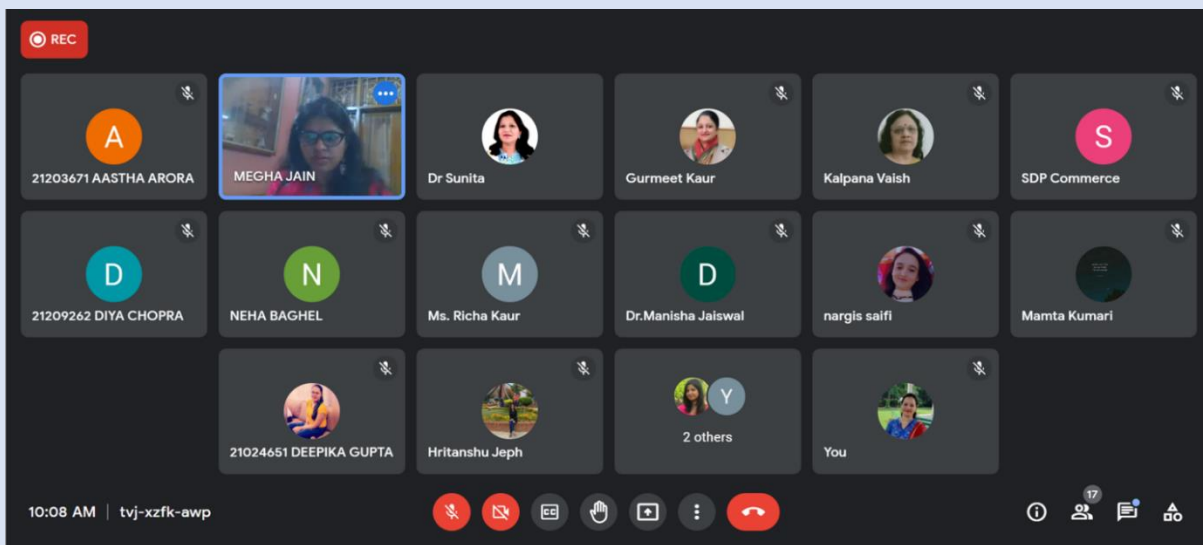 REC
A
21203671 AASTHA ARORA
MEGHA JAIN
Dr Sunita
Gurmeet Kaur
Kalpana Vaish
S
SDP Commerce
D
21209262 DIYA CHOPRA
N
NEHA BAGHEL
M
Ms. Richa Kaur
D
Dr.Manisha Jaiswal
nargis saifi
Mamta Kumari
21024651 DEEPIKA GUPTA
Hritanshu Jeph
Y
2 others
You
10:08 AM | tvj-xzfk-awp
CC
17